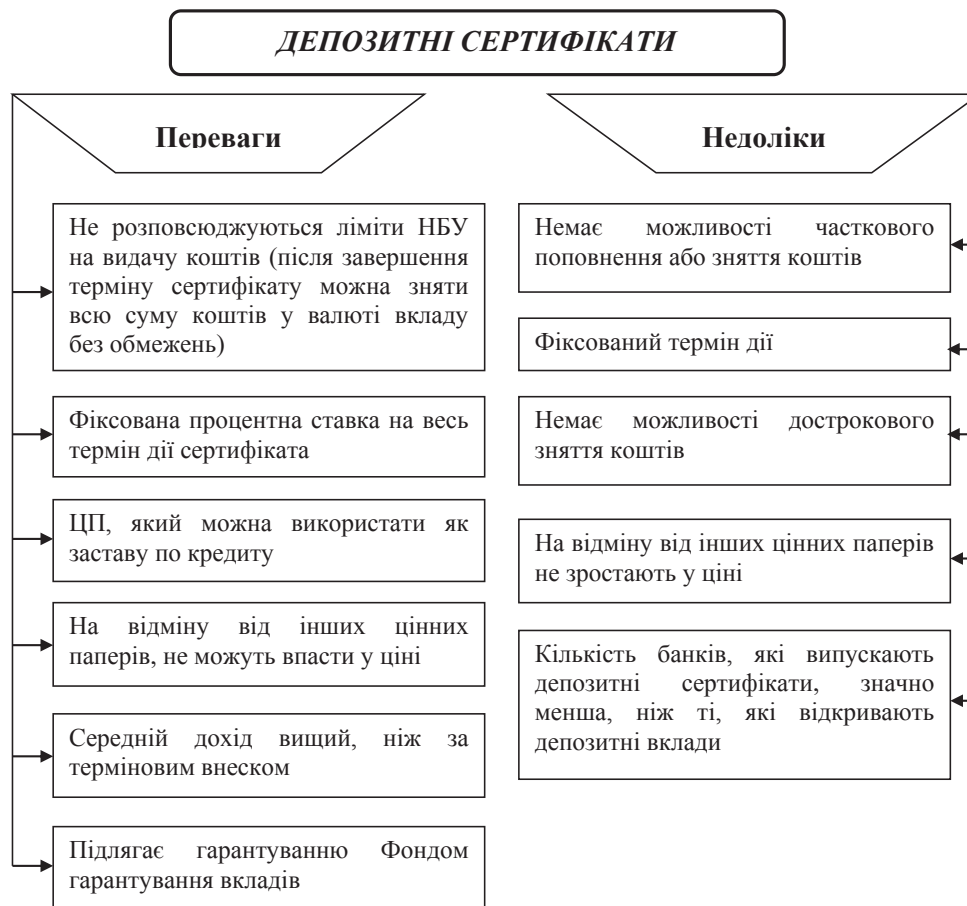 ДЕПОЗИТНІ СЕРТИФІКАТИ
Переваги
Не розповсюджуються ліміти НБУ
на видачу коштів (після завершення
терміну сертифікату можна зняти
всю суму коштів у валюті вкладу
без обмежень)
Фіксована процентна ставка на весь
термін дії сертифіката
ЦП, який можна використати як
заставу по кредиту
На відміну від інших цінних
паперів, не можуть впасти у ціні
Середній дохід вищий, ніж за
терміновим внеском
Підлягає гарантуванню Фондом
гарантування вкладів
Недоліки
Немає можливості часткового
поповнення або зняття коштів
Фіксований термін дії
Немає можливості дострокового
зняття коштів
На відміну від інших цінних паперів
не зростають у ціні
Кількість банків, які випускають
депозитні сертифікати, значно
менша, ніж ті, які відкривають
депозитні вклади